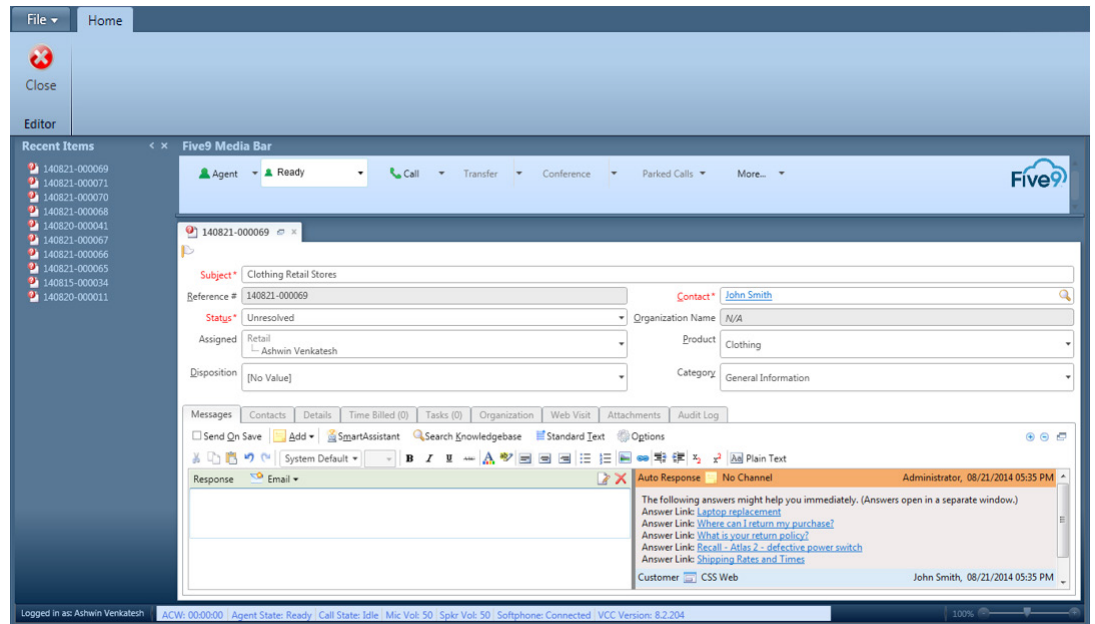 File Home
Close
Editor
Recent Items
140821-000069
140821-000071
140821-000070
140821-000068
140820-000041
140821-000067
140821-000066
140821-000065
140815-000034
140820-000011
Five9 Media Bar
Agent Ready Call Transfer Conference Parked Calls More...
Five9
140821-000069
Subject* Clothing Retail Stores
Reference # 140821-000069 Contact* John Smith
Status* Unresolved Organization Name N/A
Assigned Retail Product Clothing
Ashwin Venkatesh
Disposition [No Value] Category General Information
Messages Contacts Details Time Billed (0) Tasks (0) Organization Web Visit Attachments Audit Log
Send On Save Add SmartAssistant Search Knowledgebase Standard Text Options
System Default B I U A Plain Text
Response Email
Auto Response No Channel Administrator, 08/21/2014 05:35 PM
The following answers might help you immediately. (Answers open in a separate window.)
Answer Link: Laptop replacement
Answer Link: Where can I return my purchase?
Answer Link: What is your return policy?
Answer Link: Recall - Atlas 2 - defective power switch
Answer Link: Shipping Rates and Times
Customer CSS Web John Smith, 08/21/2014 05:35 PM
Logged in as: Ashwin Venkatesh ACW: 00:00:00 Agent State: Ready Call State: Idle Mic Vol: 50 Spkr Vol: 50 Softphone: Connected VCC Version: 8.2.204 100%